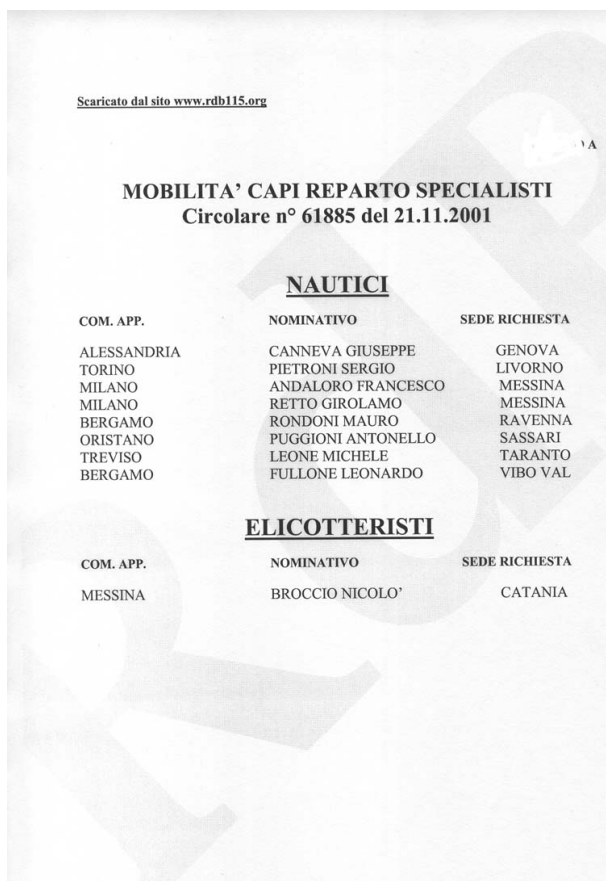 Scaricato dal sito www.rdb115.org
A
MOBILITA' CAPI REPARTO SPECIALISTI
Circolare n° 61885 del 21.11.2001
NAUTICI
COM. APP. NOMINATIVO SEDE RICHIESTA
ALESSANDRIA CANNEVA GIUSEPPE GENOVA
TORINO PIETRONI SERGIO LIVORNO
MILANO ANDALORO FRANCESCO MESSINA
MILANO RETTO GIROLAMO MESSINA
BERGAMO RONDONI MAURO RAVENNA
ORISTANO PUGGIONI ANTONELLO SASSARI
TREVISO LEONE MICHELE TARANTO
BERGAMO FULLONE LEONARDO VIBO VAL
ELICOTTERISTI
COM. APP. NOMINATIVO SEDE RICHIESTA
MESSINA BROCCIO NICOLO' CATANIA